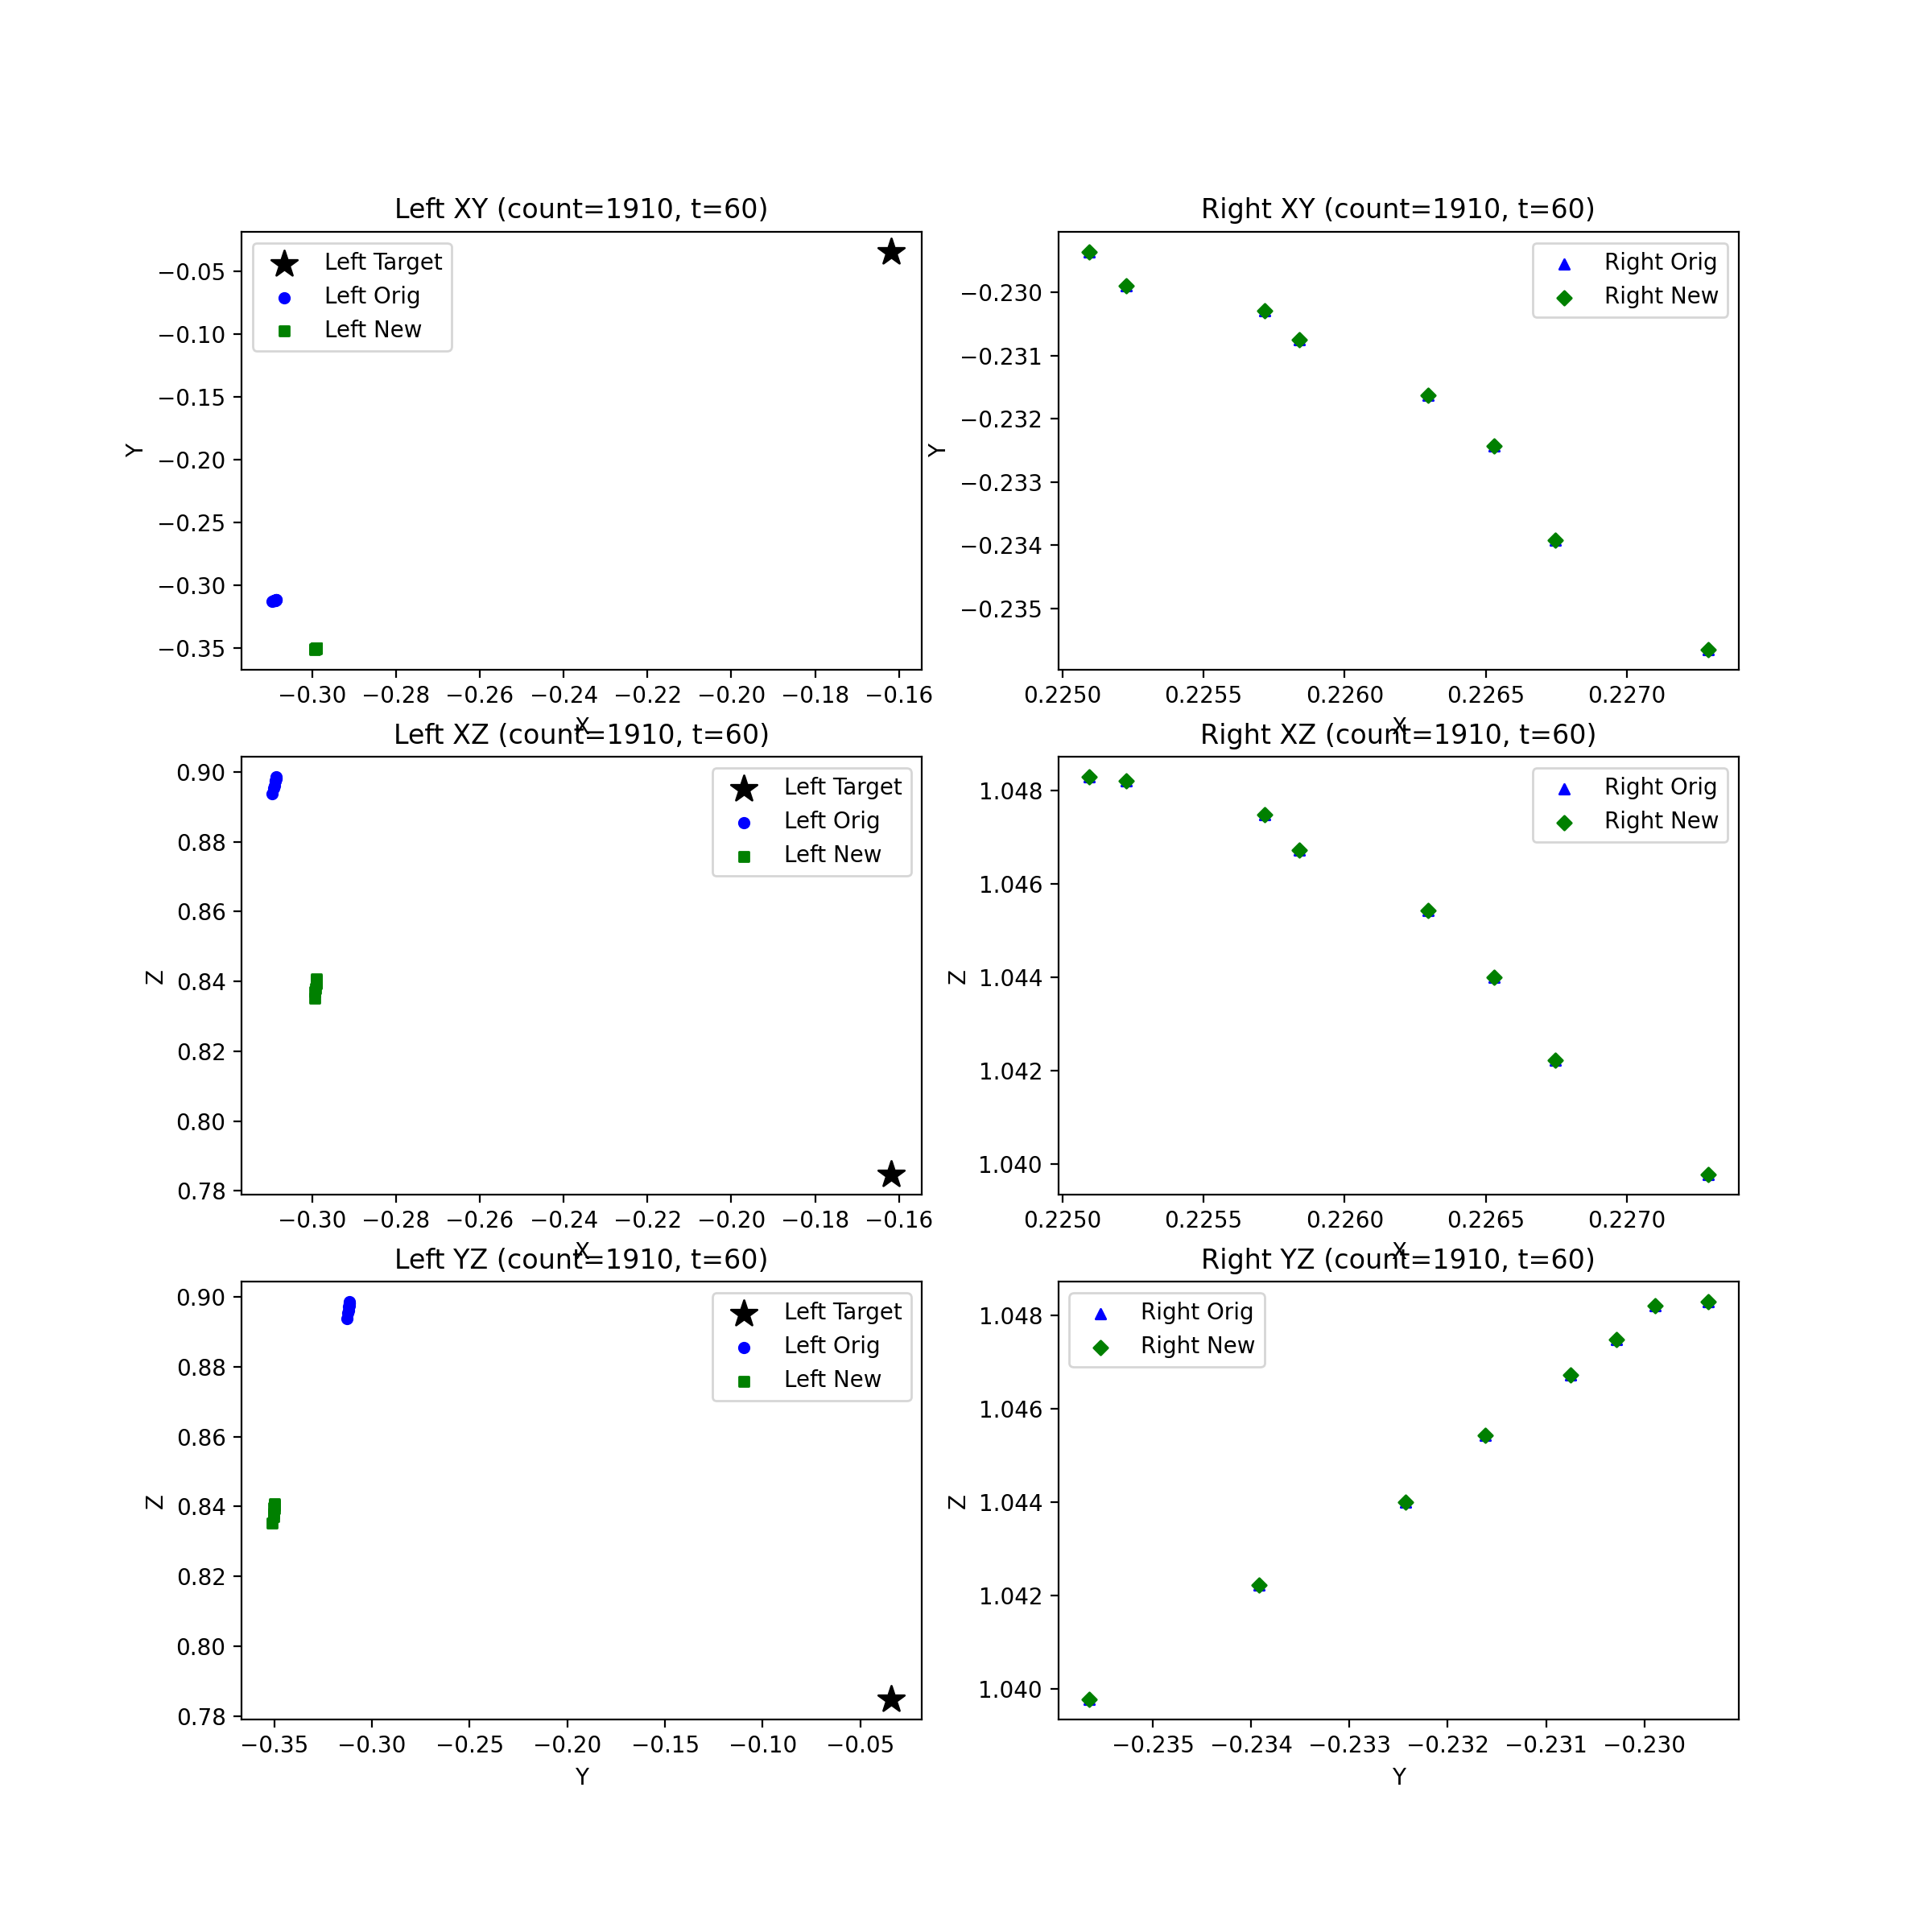 Left XY (count=1910, t=60)
Left Target
Left Orig
Left New
−0.05
−0.10
−0.15
−0.20
−0.25
−0.30
−0.35
Y
−0.30 −0.28 −0.26 −0.24 −0.22 −0.20 −0.18 −0.16
X
Right XY (count=1910, t=60)
Right Orig
Right New
−0.230
−0.231
−0.232
−0.233
−0.234
−0.235
Y
0.2250 0.2255 0.2260 0.2265 0.2270
X
Left XZ (count=1910, t=60)
Left Target
Left Orig
Left New
0.90
0.88
0.86
0.84
0.82
0.80
0.78
Z
−0.30 −0.28 −0.26 −0.24 −0.22 −0.20 −0.18 −0.16
X
Right XZ (count=1910, t=60)
Right Orig
Right New
1.048
1.046
1.044
1.042
1.040
Z
0.2250 0.2255 0.2260 0.2265 0.2270
X
Left YZ (count=1910, t=60)
Left Target
Left Orig
Left New
0.90
0.88
0.86
0.84
0.82
0.80
0.78
Z
−0.35 −0.30 −0.25 −0.20 −0.15 −0.10 −0.05
Y
Right YZ (count=1910, t=60)
Right Orig
Right New
1.048
1.046
1.044
1.042
1.040
Z
−0.235 −0.234 −0.233 −0.232 −0.231 −0.230
Y